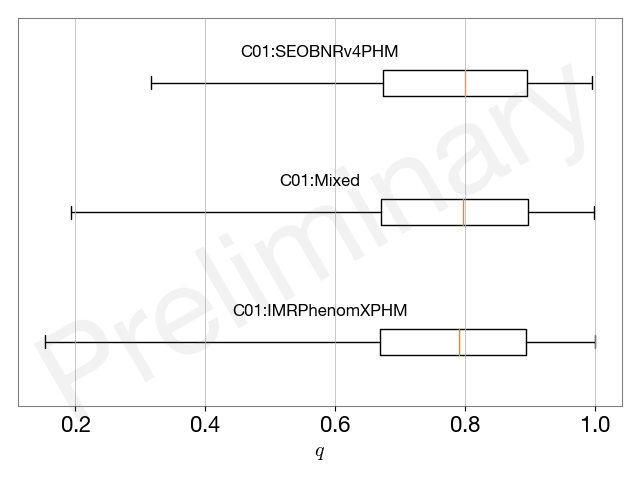 C01:SEOBNRv4PHM
C01:Mixed
C01:IMRPhenomXPHM
Preliminary
0.2 0.4 0.6 0.8 1.0
q